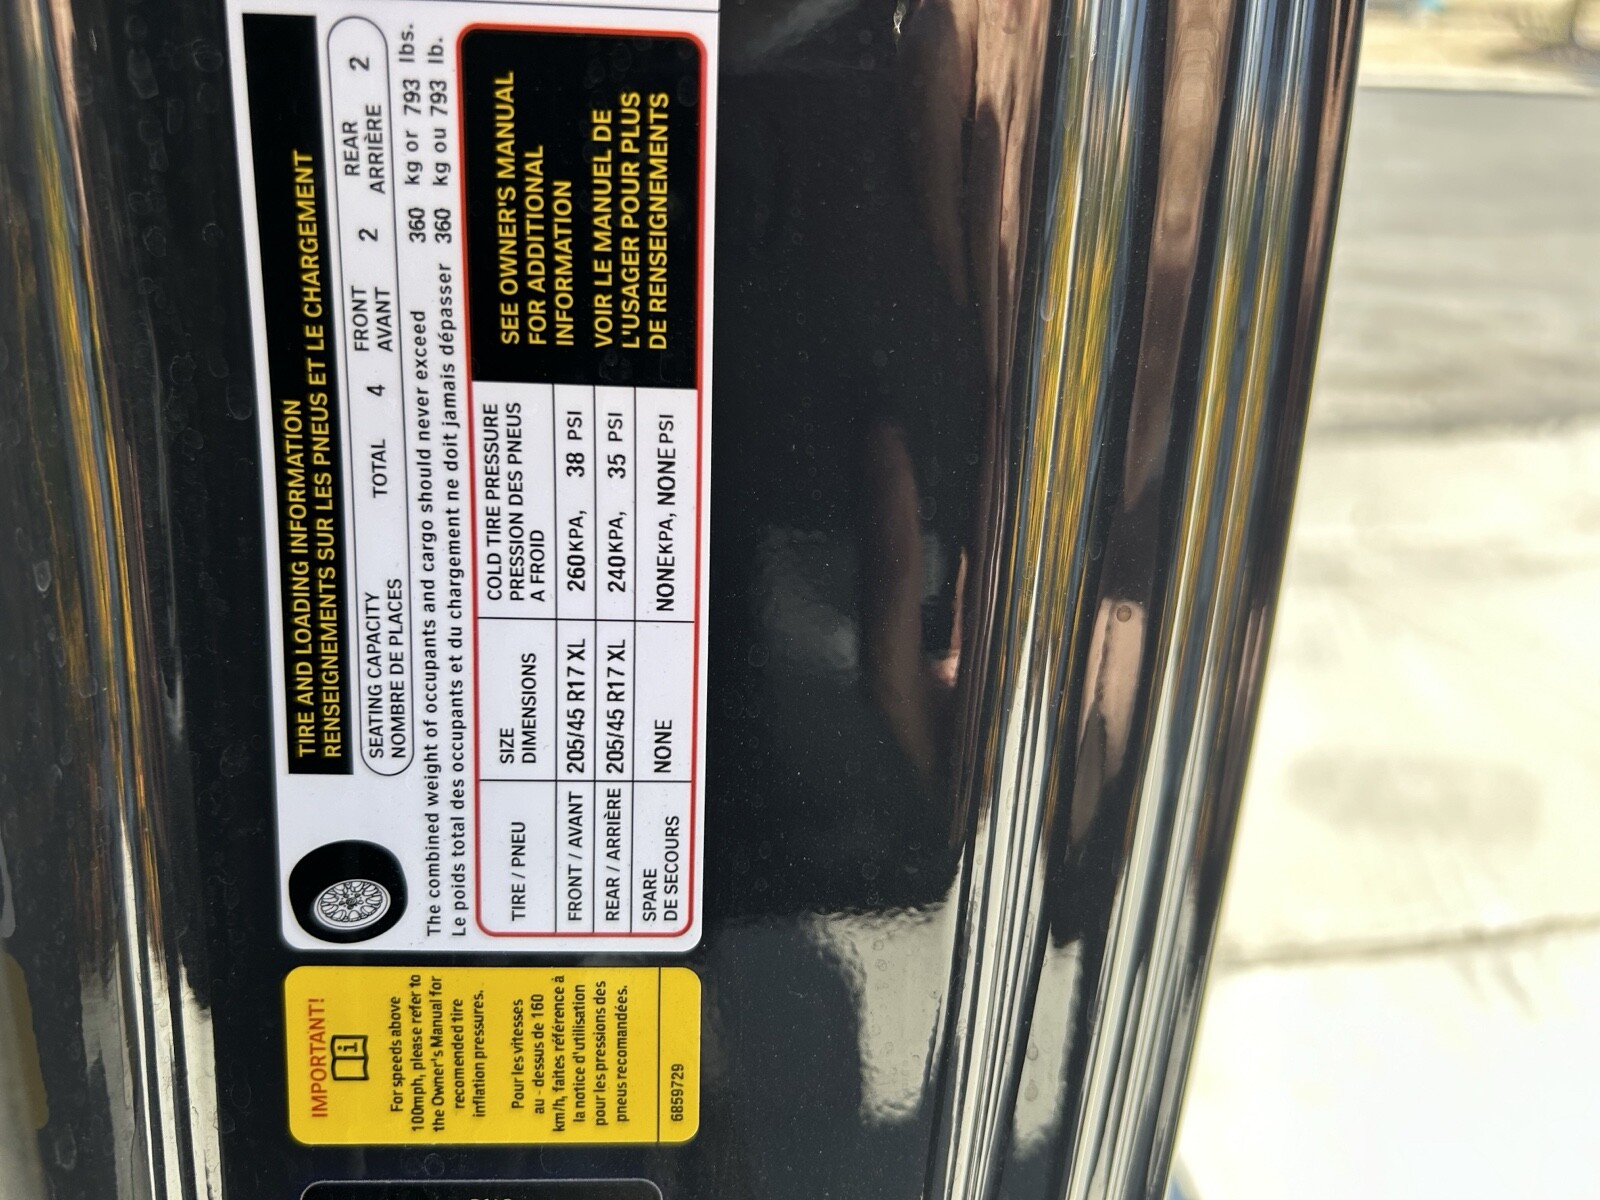 TIRE AND LOADING INFORMATION
RENSEIGNEMENTS SUR LES PNEUS ET LE CHARGEMENT
SEATING CAPACITY
NOMBRE DE PLACES
TOTAL 4
FRONT
AVANT
2
REAR
ARRIÈRE
2
The combined weight of occupants and cargo should never exceed 360 kg or 793 lbs.
Le poids total des occupants et du chargement ne doit jamais dépasser 360 kg ou 793 lb.
TIRE / PNEU
SIZE
DIMENSIONS
COLD TIRE PRESSURE
PRESSION DES PNEUS
A FROID
FRONT / AVANT 205/45 R17 XL 260KPA, 38 PSI
REAR / ARRIÈRE 205/45 R17 XL 240KPA, 35 PSI
SPARE
DE SECOURS
NONE NONEKPA, NONE PSI
SEE OWNER'S MANUAL
FOR ADDITIONAL
INFORMATION
VOIR LE MANUEL DE
L'USAGER POUR PLUS
DE RENSEIGNEMENTS
IMPORTANT!
For speeds above
100mph, please refer to
the Owner's Manual for
recomended tire
inflation pressures.
Pour les vitesses
au - dessus de 160
km/h, faites référence à
la notice d'utilisation
pour les pressions des
pneus recomandées.
6859729